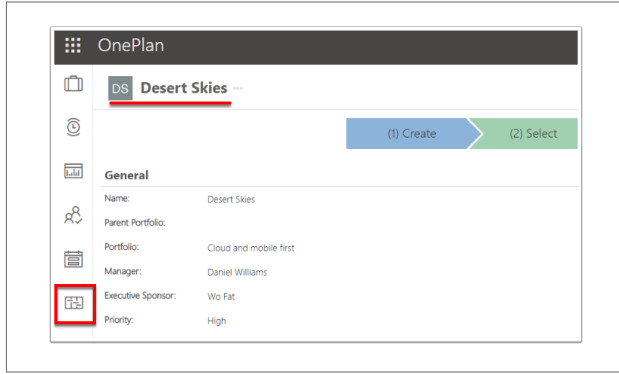 OnePlan
DS Desert Skies ...
(1) Create (2) Select
General
Name: Desert Skies
Parent Portfolio:
Portfolio: Cloud and mobile first
Manager: Daniel Williams
Executive Sponsor: Wo Fat
Priority: High